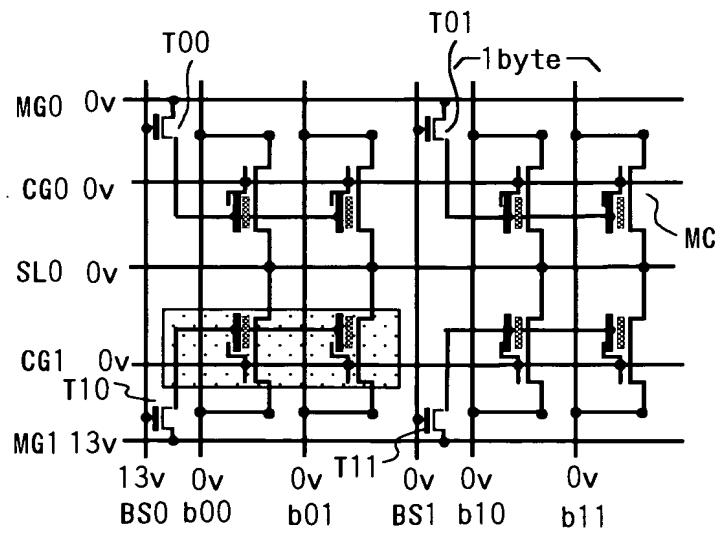 T00
T01
1byte
MG0 0v
CG0 0v
MC
SL0 0v
CG1 0v
T10
MG1 13v
T11
13v 0v 0v 0v 0v 0v
BS0 b00 b01 BS1 b10 b11